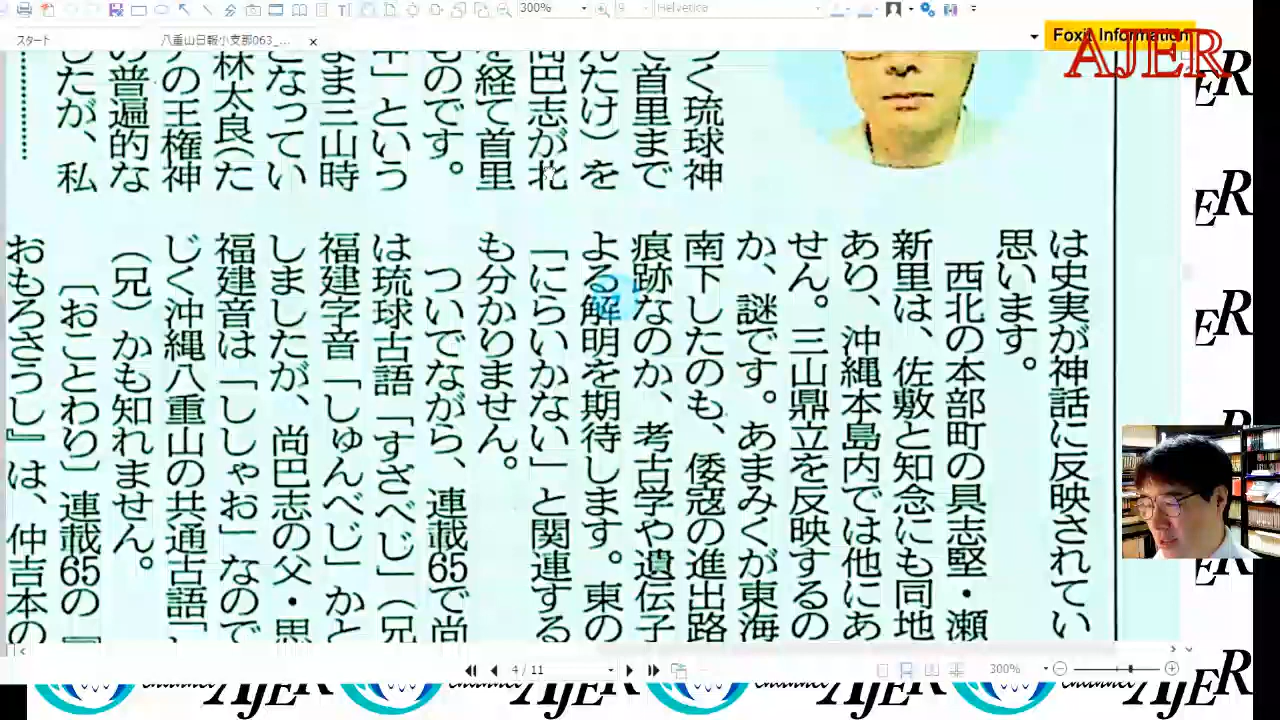 300%
9
Helvetica
スタート
八重山日報小支部063_...
Foxit Information
AJER
つく琉球神
と首里まで
んたけ）を
尚巴志が北
を経て首里
ものです。
年」という
まま三山時
となってい
林太良（た
の王権神
の普遍的な
したが、私
は史実が神話に反映されてい
思います。
西北の本部町の具志堅・瀬
新里は、佐敷と知念にも同地
あり、沖縄本島内では他にあ
せん。三山鼎立を反映するの
か、謎です。あまみくが東海
南下したのも、倭寇の進出路
痕跡なのか、考古学や遺伝子
よる解明を期待します。東の
「にらいかない」と関連する
も分かりません。
ついでながら、連載65で尚
は琉球古語「すざべじ」（兄
福建字音「しゅんべじ」かと
しましたが、尚巴志の父・思
福建音は「ししゃお」なので
じく沖縄八重山の共通古語「
（兄）かも知れません。
［おことわり］連載65の『
おもろさうし』は、仲吉本の
4 / 11
300%
AJER